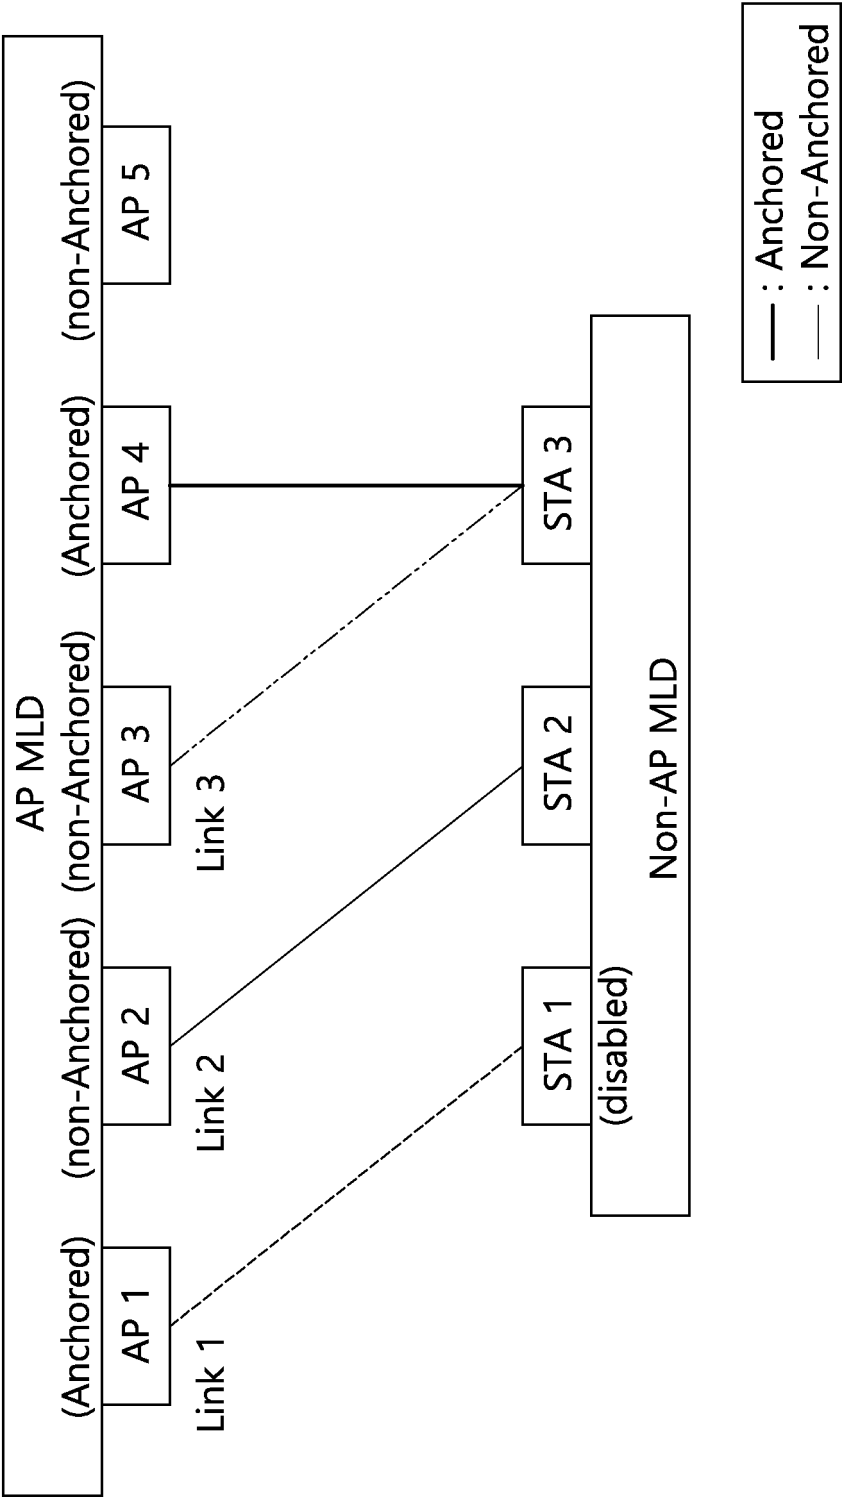 AP MLD
(Anchored)
(non-Anchored)
(non-Anchored)
(Anchored)
(non-Anchored)
AP 1
AP 2
AP 3
AP 4
AP 5
Link 1
Link 2
Link 3
STA 1
STA 2
STA 3
(disabled)
Non-AP MLD
: Anchored
: Non-Anchored